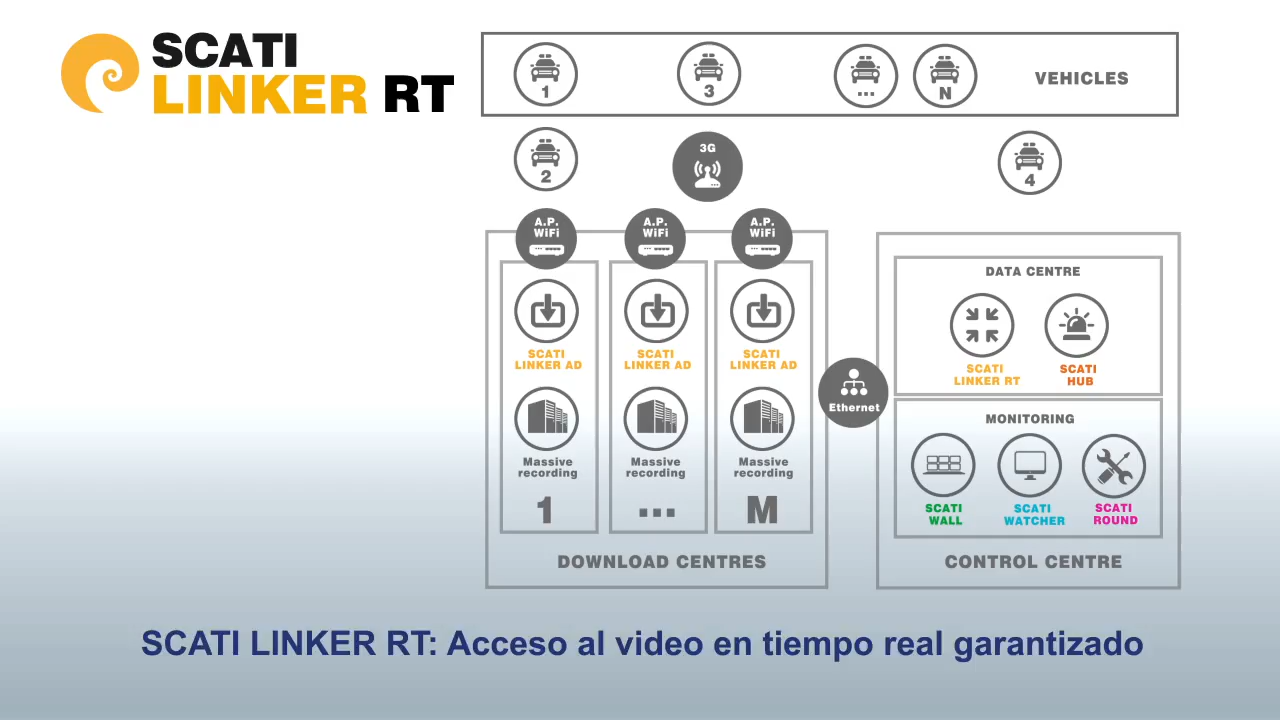 SCATI
LINKER RT
1
3
...
N
VEHICLES
2
3G
4
A.P.
WiFi
A.P.
WiFi
A.P.
WiFi
SCATI
LINKER AD
SCATI
LINKER AD
SCATI
LINKER AD
Massive
recording
Massive
recording
Massive
recording
1
...
M
DOWNLOAD CENTRES
Ethernet
DATA CENTRE
SCATI
LINKER RT
SCATI
HUB
MONITORING
SCATI
WALL
SCATI
WATCHER
SCATI
ROUND
CONTROL CENTRE
SCATI LINKER RT: Acceso al video en tiempo real garantizado